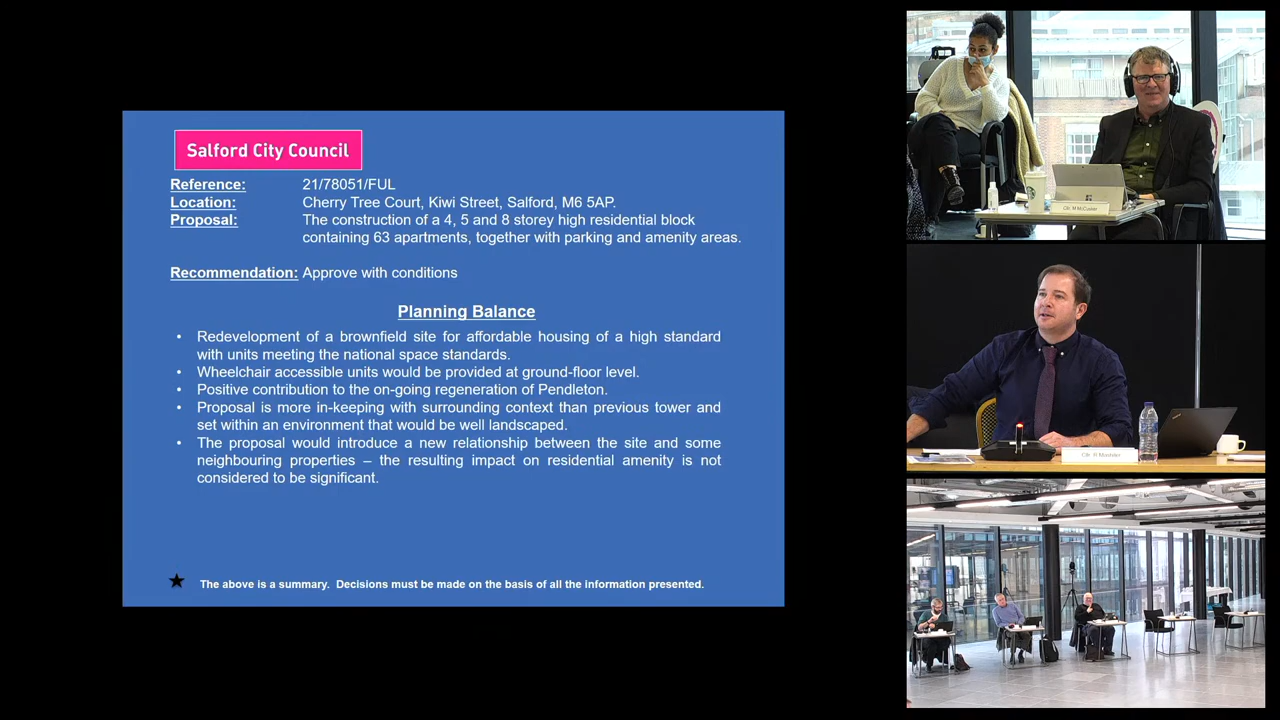 Salford City Council
Reference: 21/78051/FUL
Location: Cherry Tree Court, Kiwi Street, Salford, M6 5AP.
Proposal: The construction of a 4, 5 and 8 storey high residential block
containing 63 apartments, together with parking and amenity areas.
Recommendation: Approve with conditions
Planning Balance
• Redevelopment of a brownfield site for affordable housing of a high standard
with units meeting the national space standards.
• Wheelchair accessible units would be provided at ground-floor level.
• Positive contribution to the on-going regeneration of Pendleton.
• Proposal is more in-keeping with surrounding context than previous tower and
set within an environment that would be well landscaped.
• The proposal would introduce a new relationship between the site and some
neighbouring properties – the resulting impact on residential amenity is not
considered to be significant.
★ The above is a summary. Decisions must be made on the basis of all the information presented.